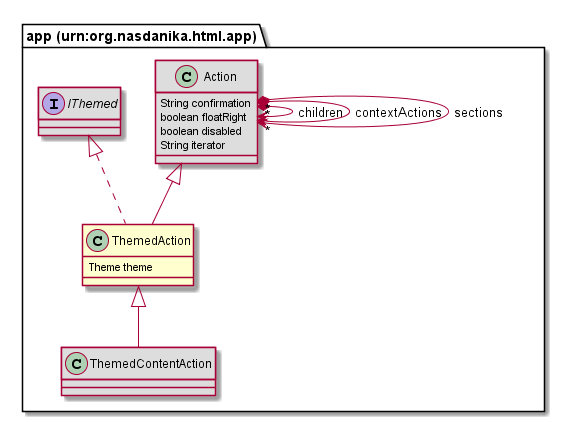 app (urn:org.nasdanika.html.app)
C Action
String confirmation
boolean floatRight
boolean disabled
String iterator
I IThemed
* children
contextActions
* sections
C ThemedAction
Theme theme
C ThemedContentAction